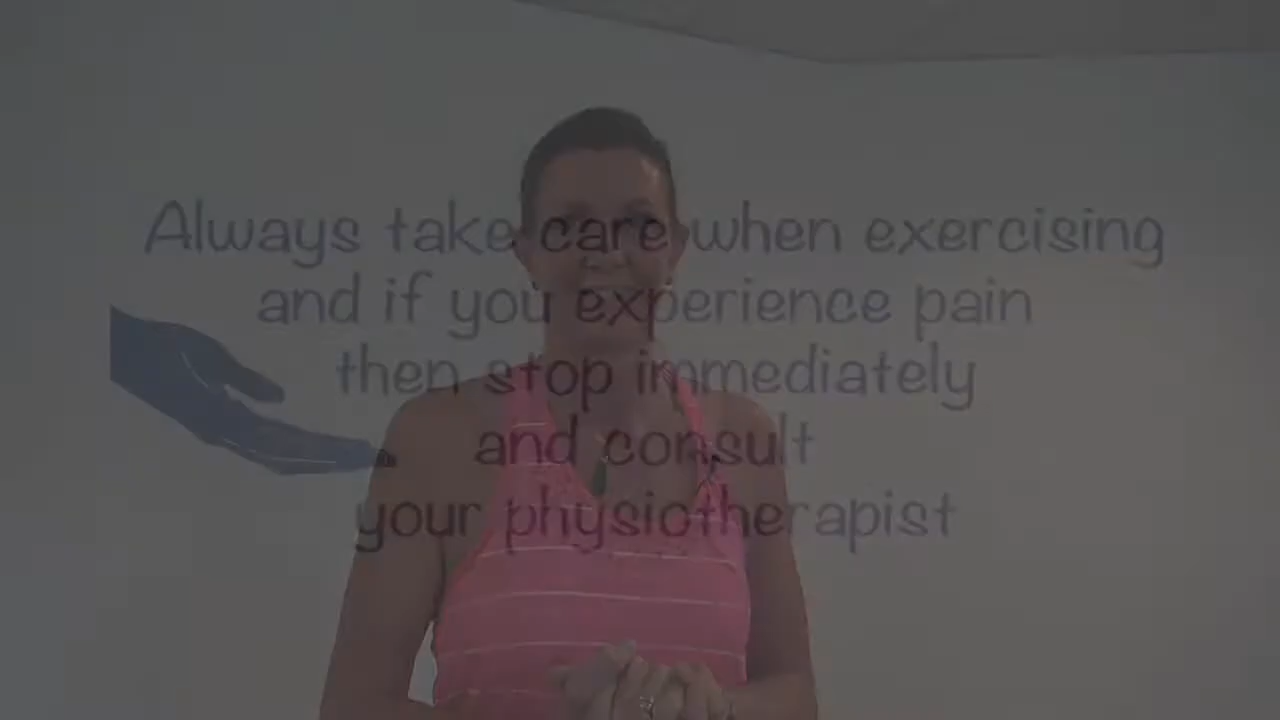 Always take care when exercising
and if you experience pain
then stop immediately
and consult
your physiotherapist